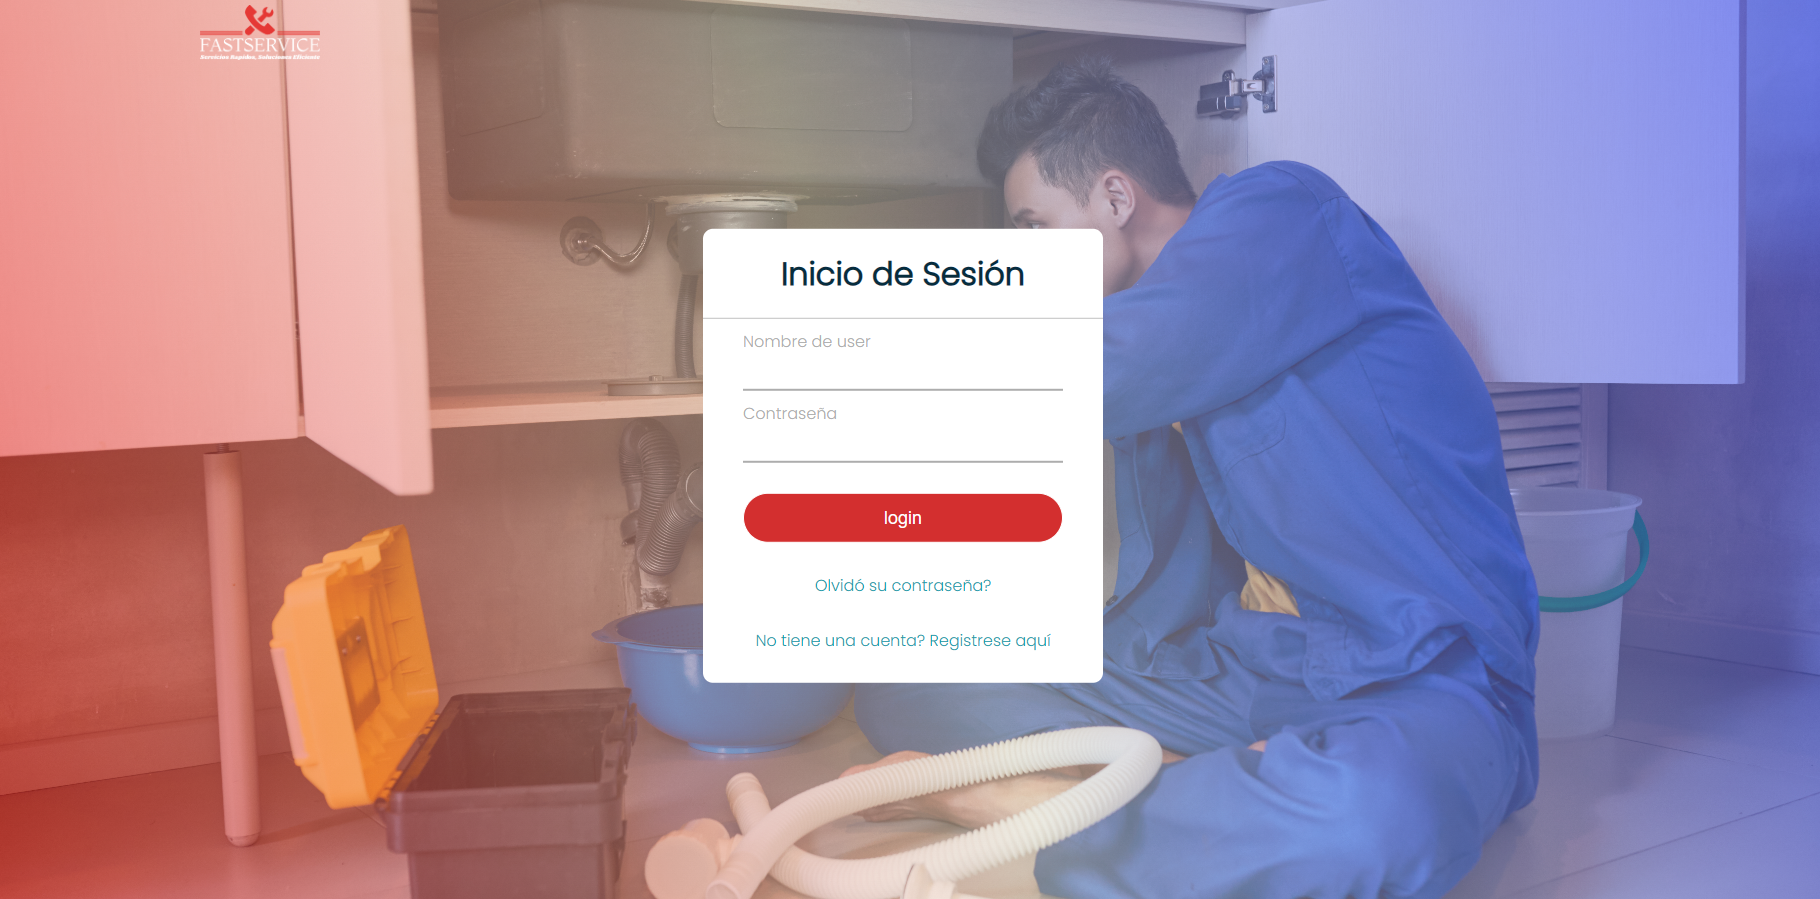 FASTSERVICE
Servicios Rapidos, Soluciones Eficients
Inicio de Sesión
Nombre de user
Contraseña
login
Olvidó su contraseña?
No tiene una cuenta? Registrese aquí